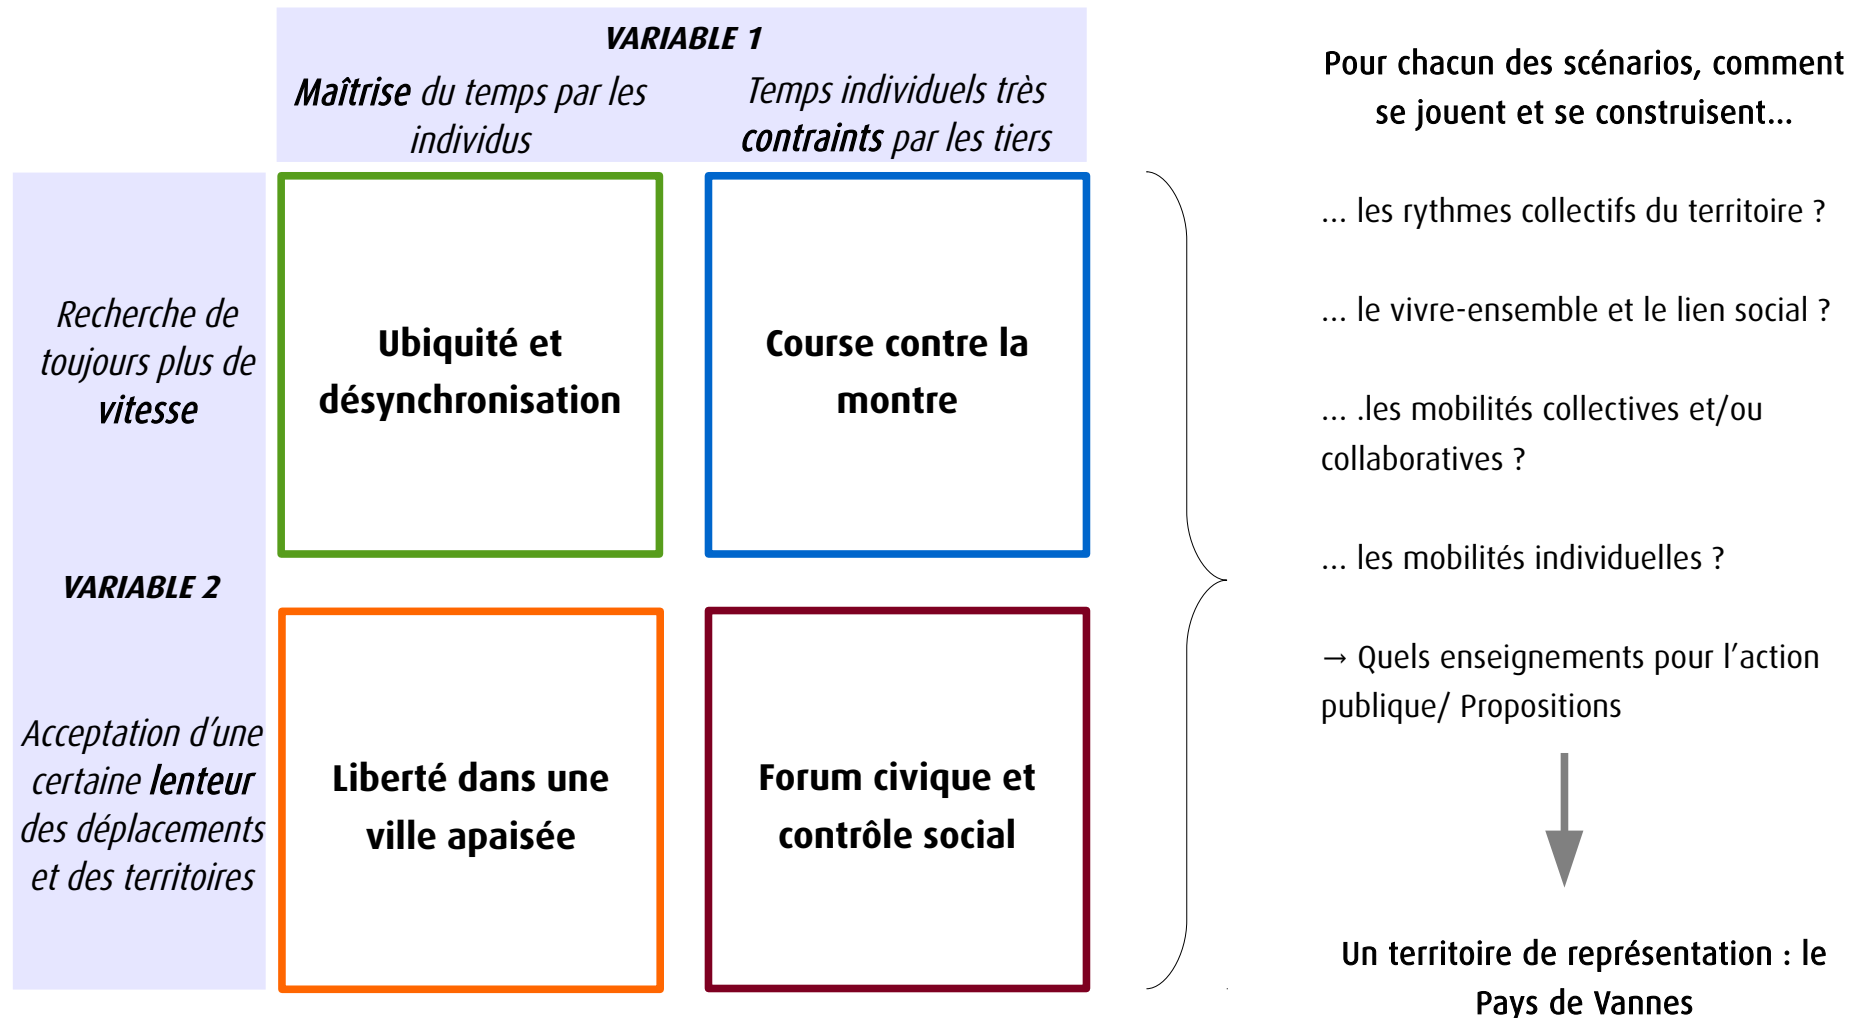 VARIABLE 1
Maîtrise du temps par les
individus
Temps individuels très
contraints par les tiers
Recherche de
toujours plus de
vitesse
VARIABLE 2
Acceptation d’une
certaine lenteur
des déplacements
et des territoires
Ubiquité et
désynchronisation
Course contre la
montre
Liberté dans une
ville apaisée
Forum civique et
contrôle social
Pour chacun des scénarios, comment
se jouent et se construisent...
... les rythmes collectifs du territoire ?
... le vivre-ensemble et le lien social ?
... .les mobilités collectives et/ou
collaboratives ?
... les mobilités individuelles ?
→ Quels enseignements pour l’action
publique/ Propositions
Un territoire de représentation : le
Pays de Vannes